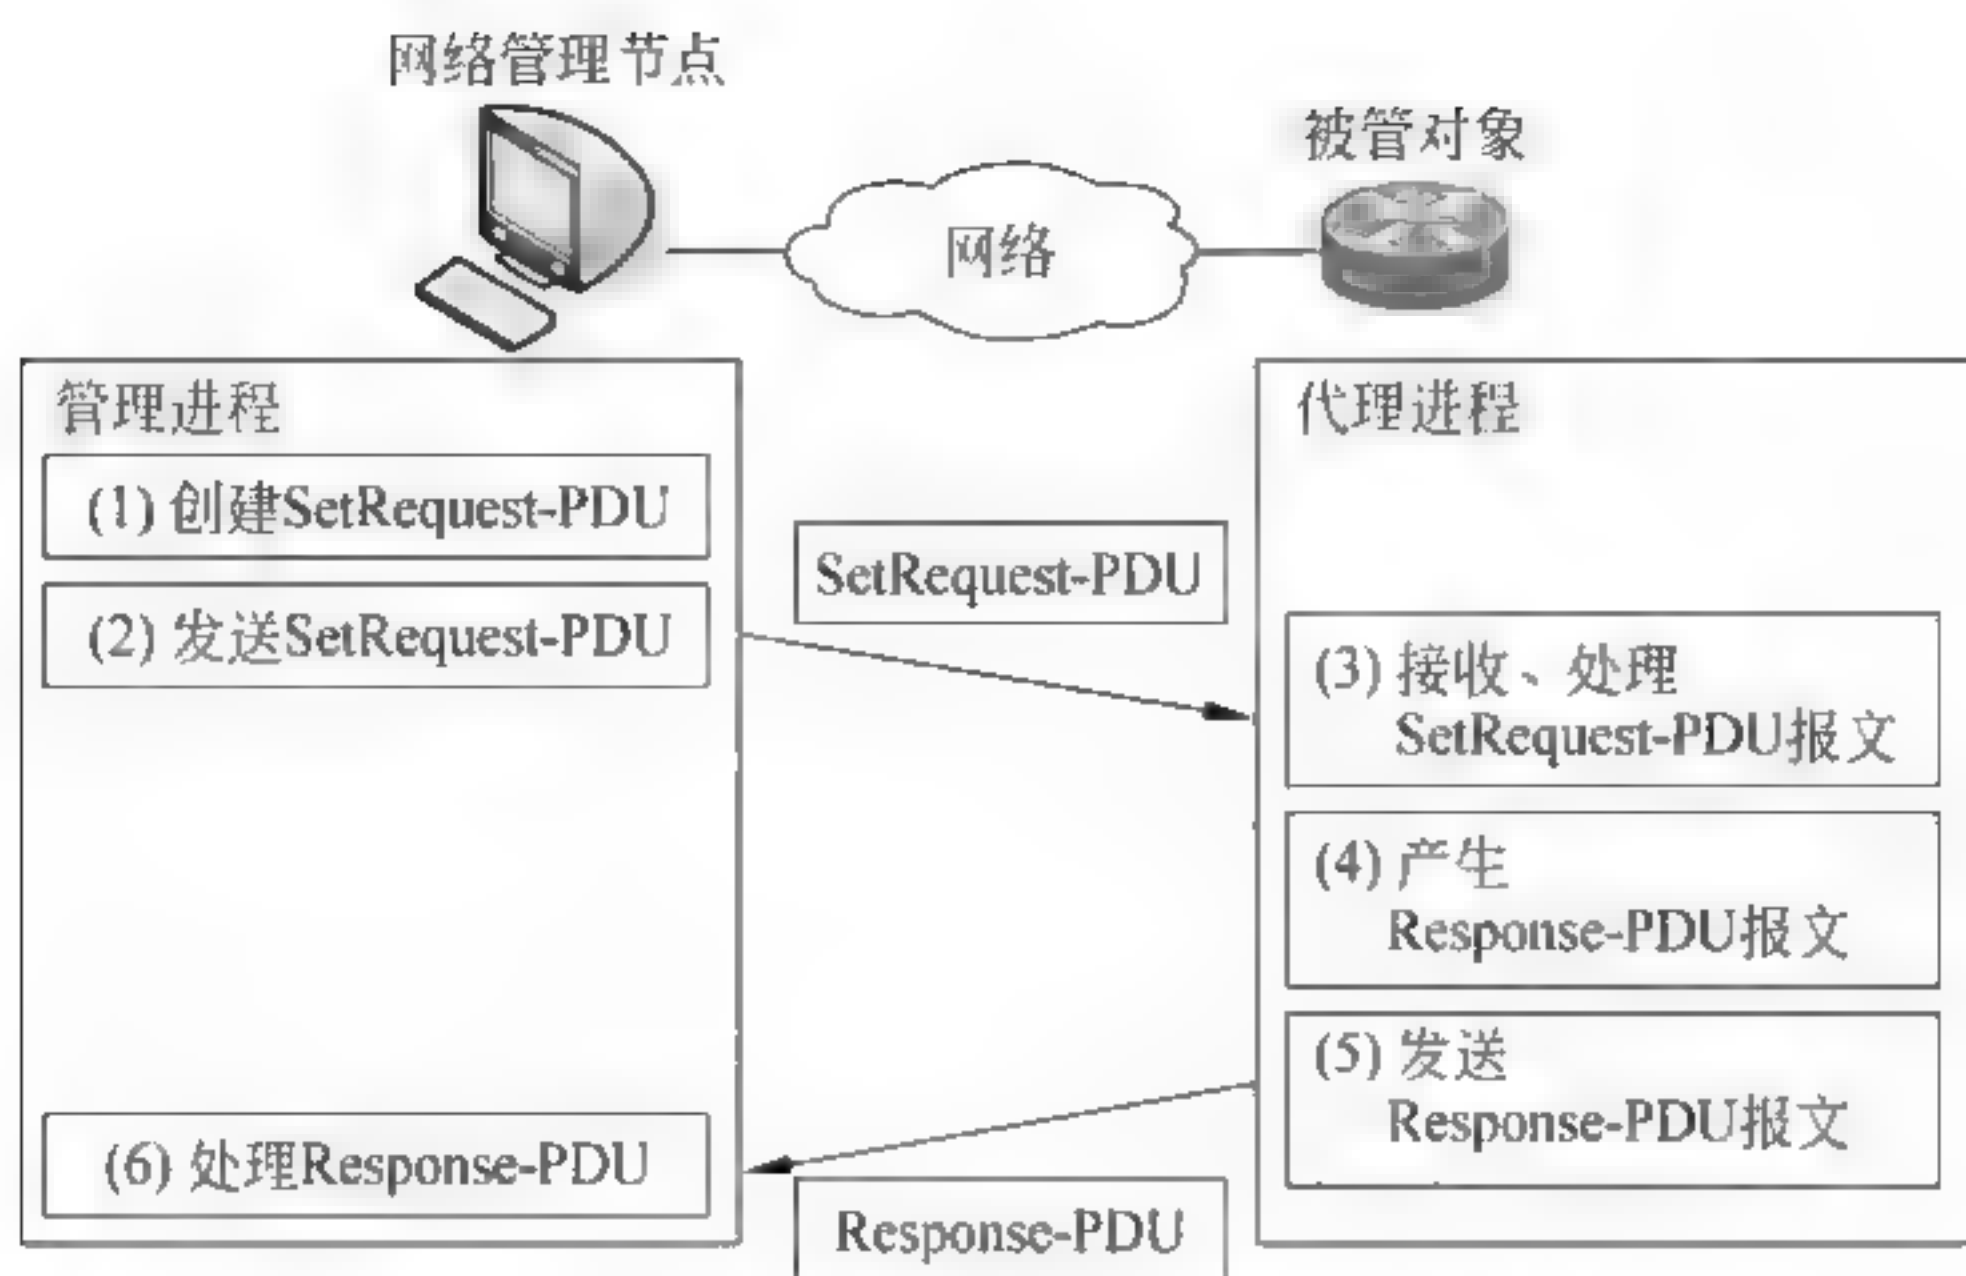 网络管理节点
被管对象
网络
管理进程
(1) 创建SetRequest-PDU
(2) 发送SetRequest-PDU
SetRequest-PDU
代理进程
(3) 接收、处理
SetRequest-PDU报文
(4) 产生
Response-PDU报文
(5) 发送
Response-PDU报文
(6) 处理Response-PDU
Response-PDU